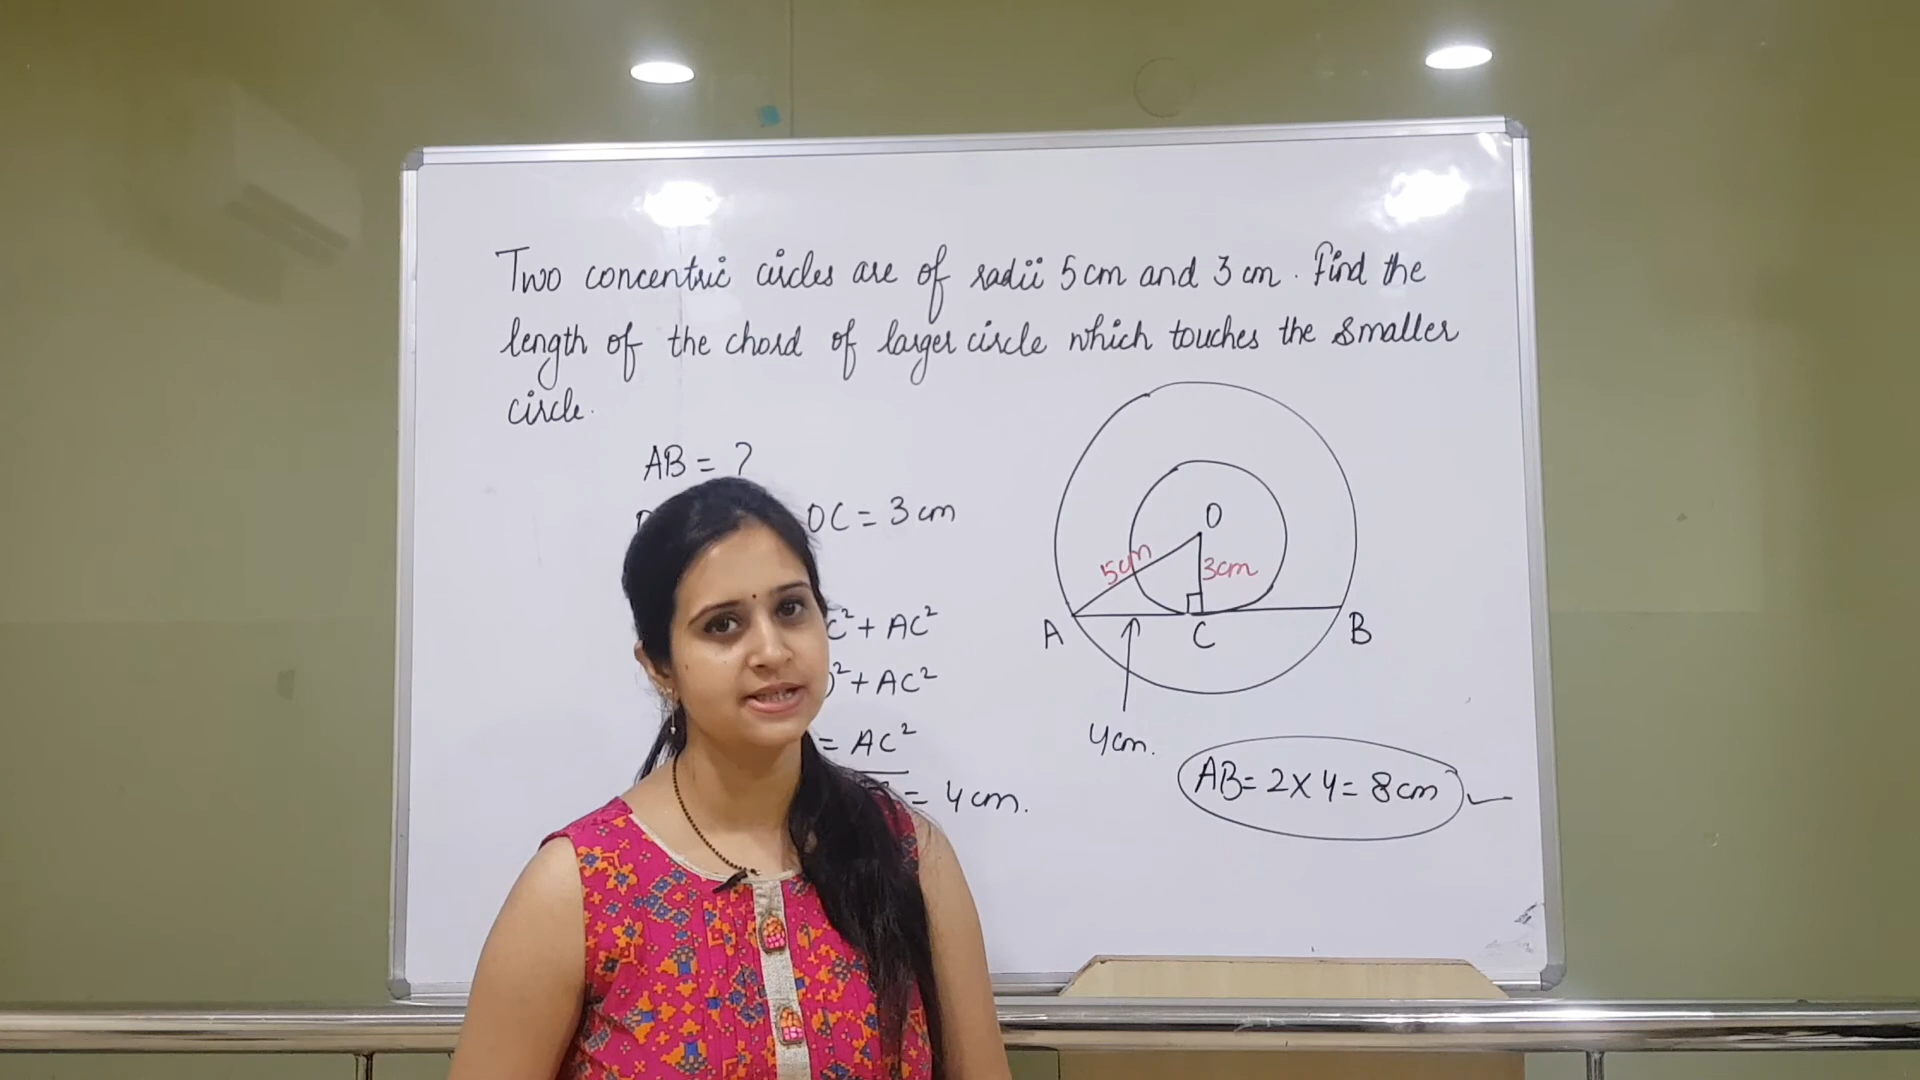 Two concentric circles are of radii 5 cm and 3 cm. Find the
length of the chord of larger circle which touches the smaller
circle.
AB = ?
OC = 3 cm
C² + AC²
)² + AC²
= AC²
= 4 cm.
O
5cm
3cm
A
C
B
4cm.
AB = 2 × 4 = 8 cm